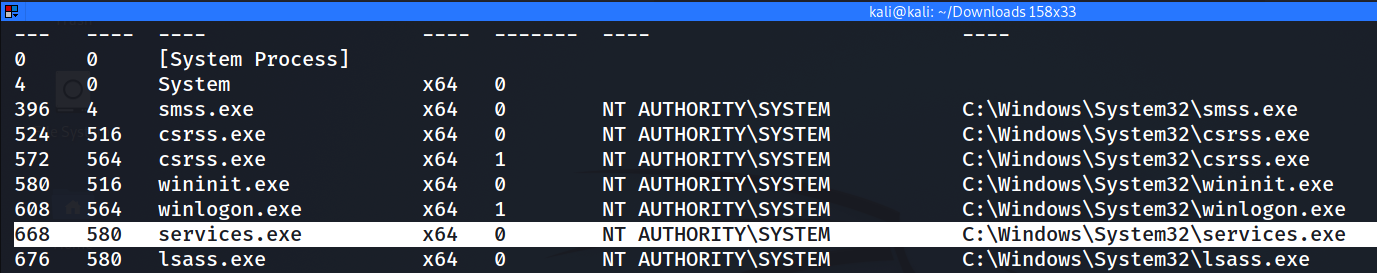 kali@kali: ~/Downloads 158x33
---   ----  ----                  ----  -------  ----                          ----
0     0     [System Process]
4     0     System                x64   0
396   4     smss.exe              x64   0        NT AUTHORITY\SYSTEM           C:\Windows\System32\smss.exe
524   516   csrss.exe             x64   0        NT AUTHORITY\SYSTEM           C:\Windows\System32\csrss.exe
572   564   csrss.exe             x64   1        NT AUTHORITY\SYSTEM           C:\Windows\System32\csrss.exe
580   516   wininit.exe           x64   0        NT AUTHORITY\SYSTEM           C:\Windows\System32\wininit.exe
608   564   winlogon.exe          x64   1        NT AUTHORITY\SYSTEM           C:\Windows\System32\winlogon.exe
668   580   services.exe          x64   0        NT AUTHORITY\SYSTEM           C:\Windows\System32\services.exe
676   580   lsass.exe             x64   0        NT AUTHORITY\SYSTEM           C:\Windows\System32\lsass.exe